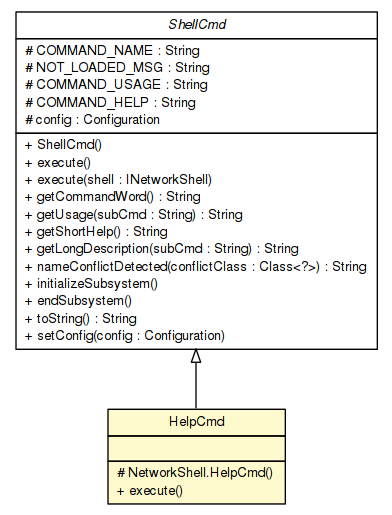 ShellCmd
# COMMAND_NAME : String
# NOT_LOADED_MSG : String
# COMMAND_USAGE : String
# COMMAND_HELP : String
# config : Configuration
+ ShellCmd()
+ execute()
+ execute(shell : INetworkShell)
+ getCommandWord() : String
+ getUsage(subCmd : String) : String
+ getShortHelp() : String
+ getLongDescription(subCmd : String) : String
+ nameConflictDetected(conflictClass : Class<?>) : String
+ initializeSubsystem()
+ endSubsystem()
+ toString() : String
+ setConfig(config : Configuration)
HelpCmd
# NetworkShell.HelpCmd()
+ execute()